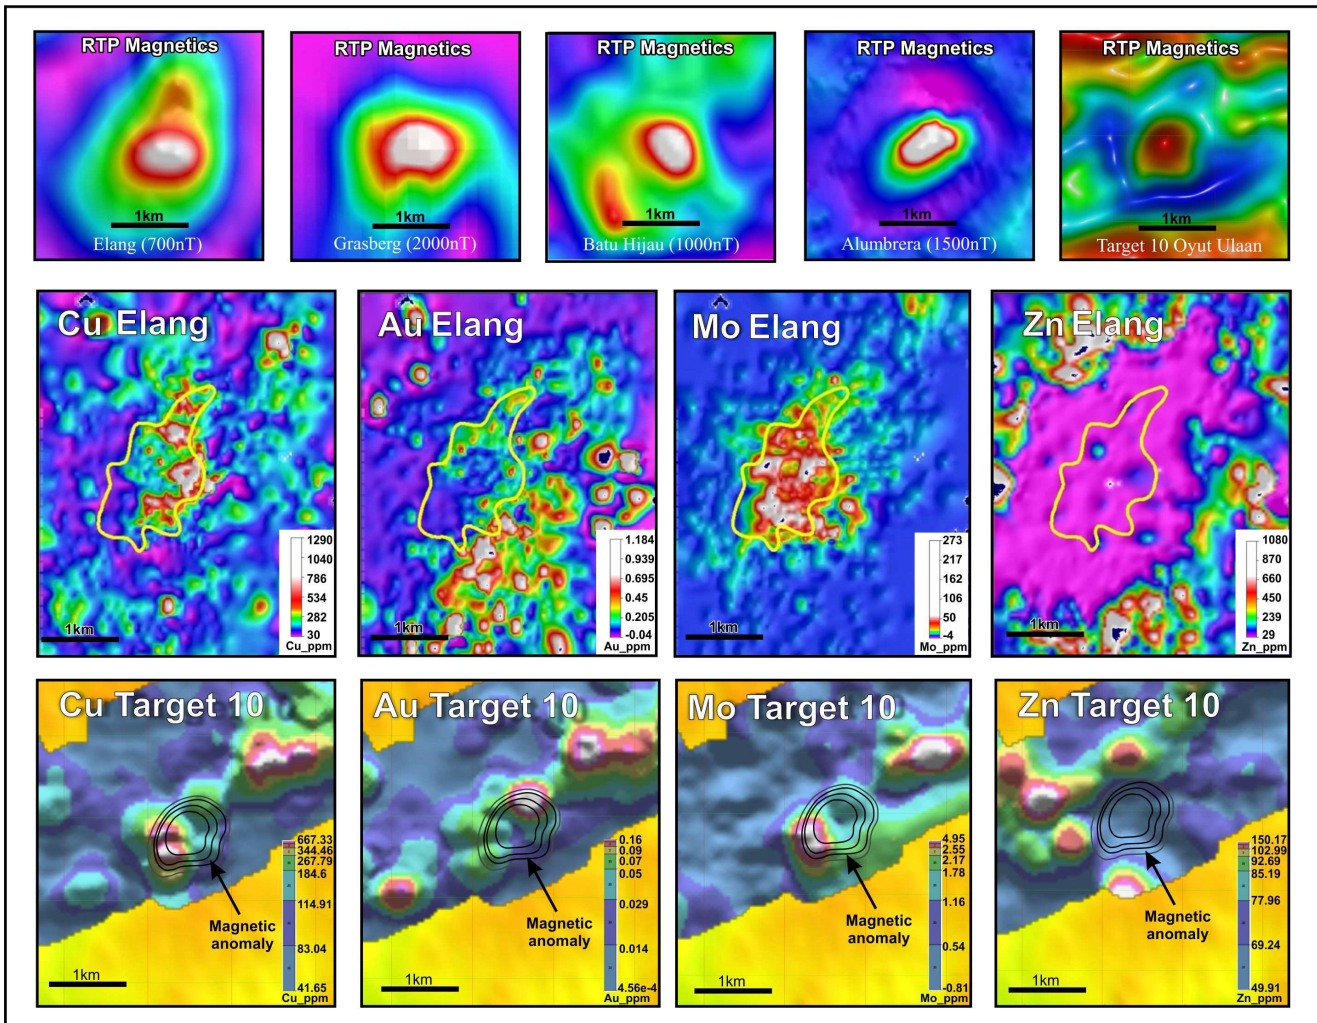 RTP Magnetics
1km
Elang (700nT)
RTP Magnetics
1km
Grasberg (2000nT)
RTP Magnetics
1km
Batu Hijau (1000nT)
RTP Magnetics
1km
Alumbrera (1500nT)
RTP Magnetics
1km
Target 10 Oyut Ulaan
Cu Elang
1290
1040
786
534
282
30
Cu_ppm
1km
Au Elang
1.184
0.939
0.695
0.45
0.205
-0.04
Au_ppm
1km
Mo Elang
273
217
162
106
50
-4
Mo_ppm
1km
Zn Elang
1080
870
660
450
239
29
Zn_ppm
1km
Cu Target 10
667.33
344.46
267.79
184.6
114.91
83.04
41.65
Cu_ppm
Magnetic
anomaly
1km
Au Target 10
0.16
0.09
0.07
0.05
0.029
0.014
4.56e-4
Au_ppm
Magnetic
anomaly
1km
Mo Target 10
4.95
2.55
2.17
1.78
1.16
0.54
-0.81
Mo_ppm
Magnetic
anomaly
1km
Zn Target 10
150.17
102.99
92.69
85.19
77.96
69.24
49.91
Zn_ppm
Magnetic
anomaly
1km